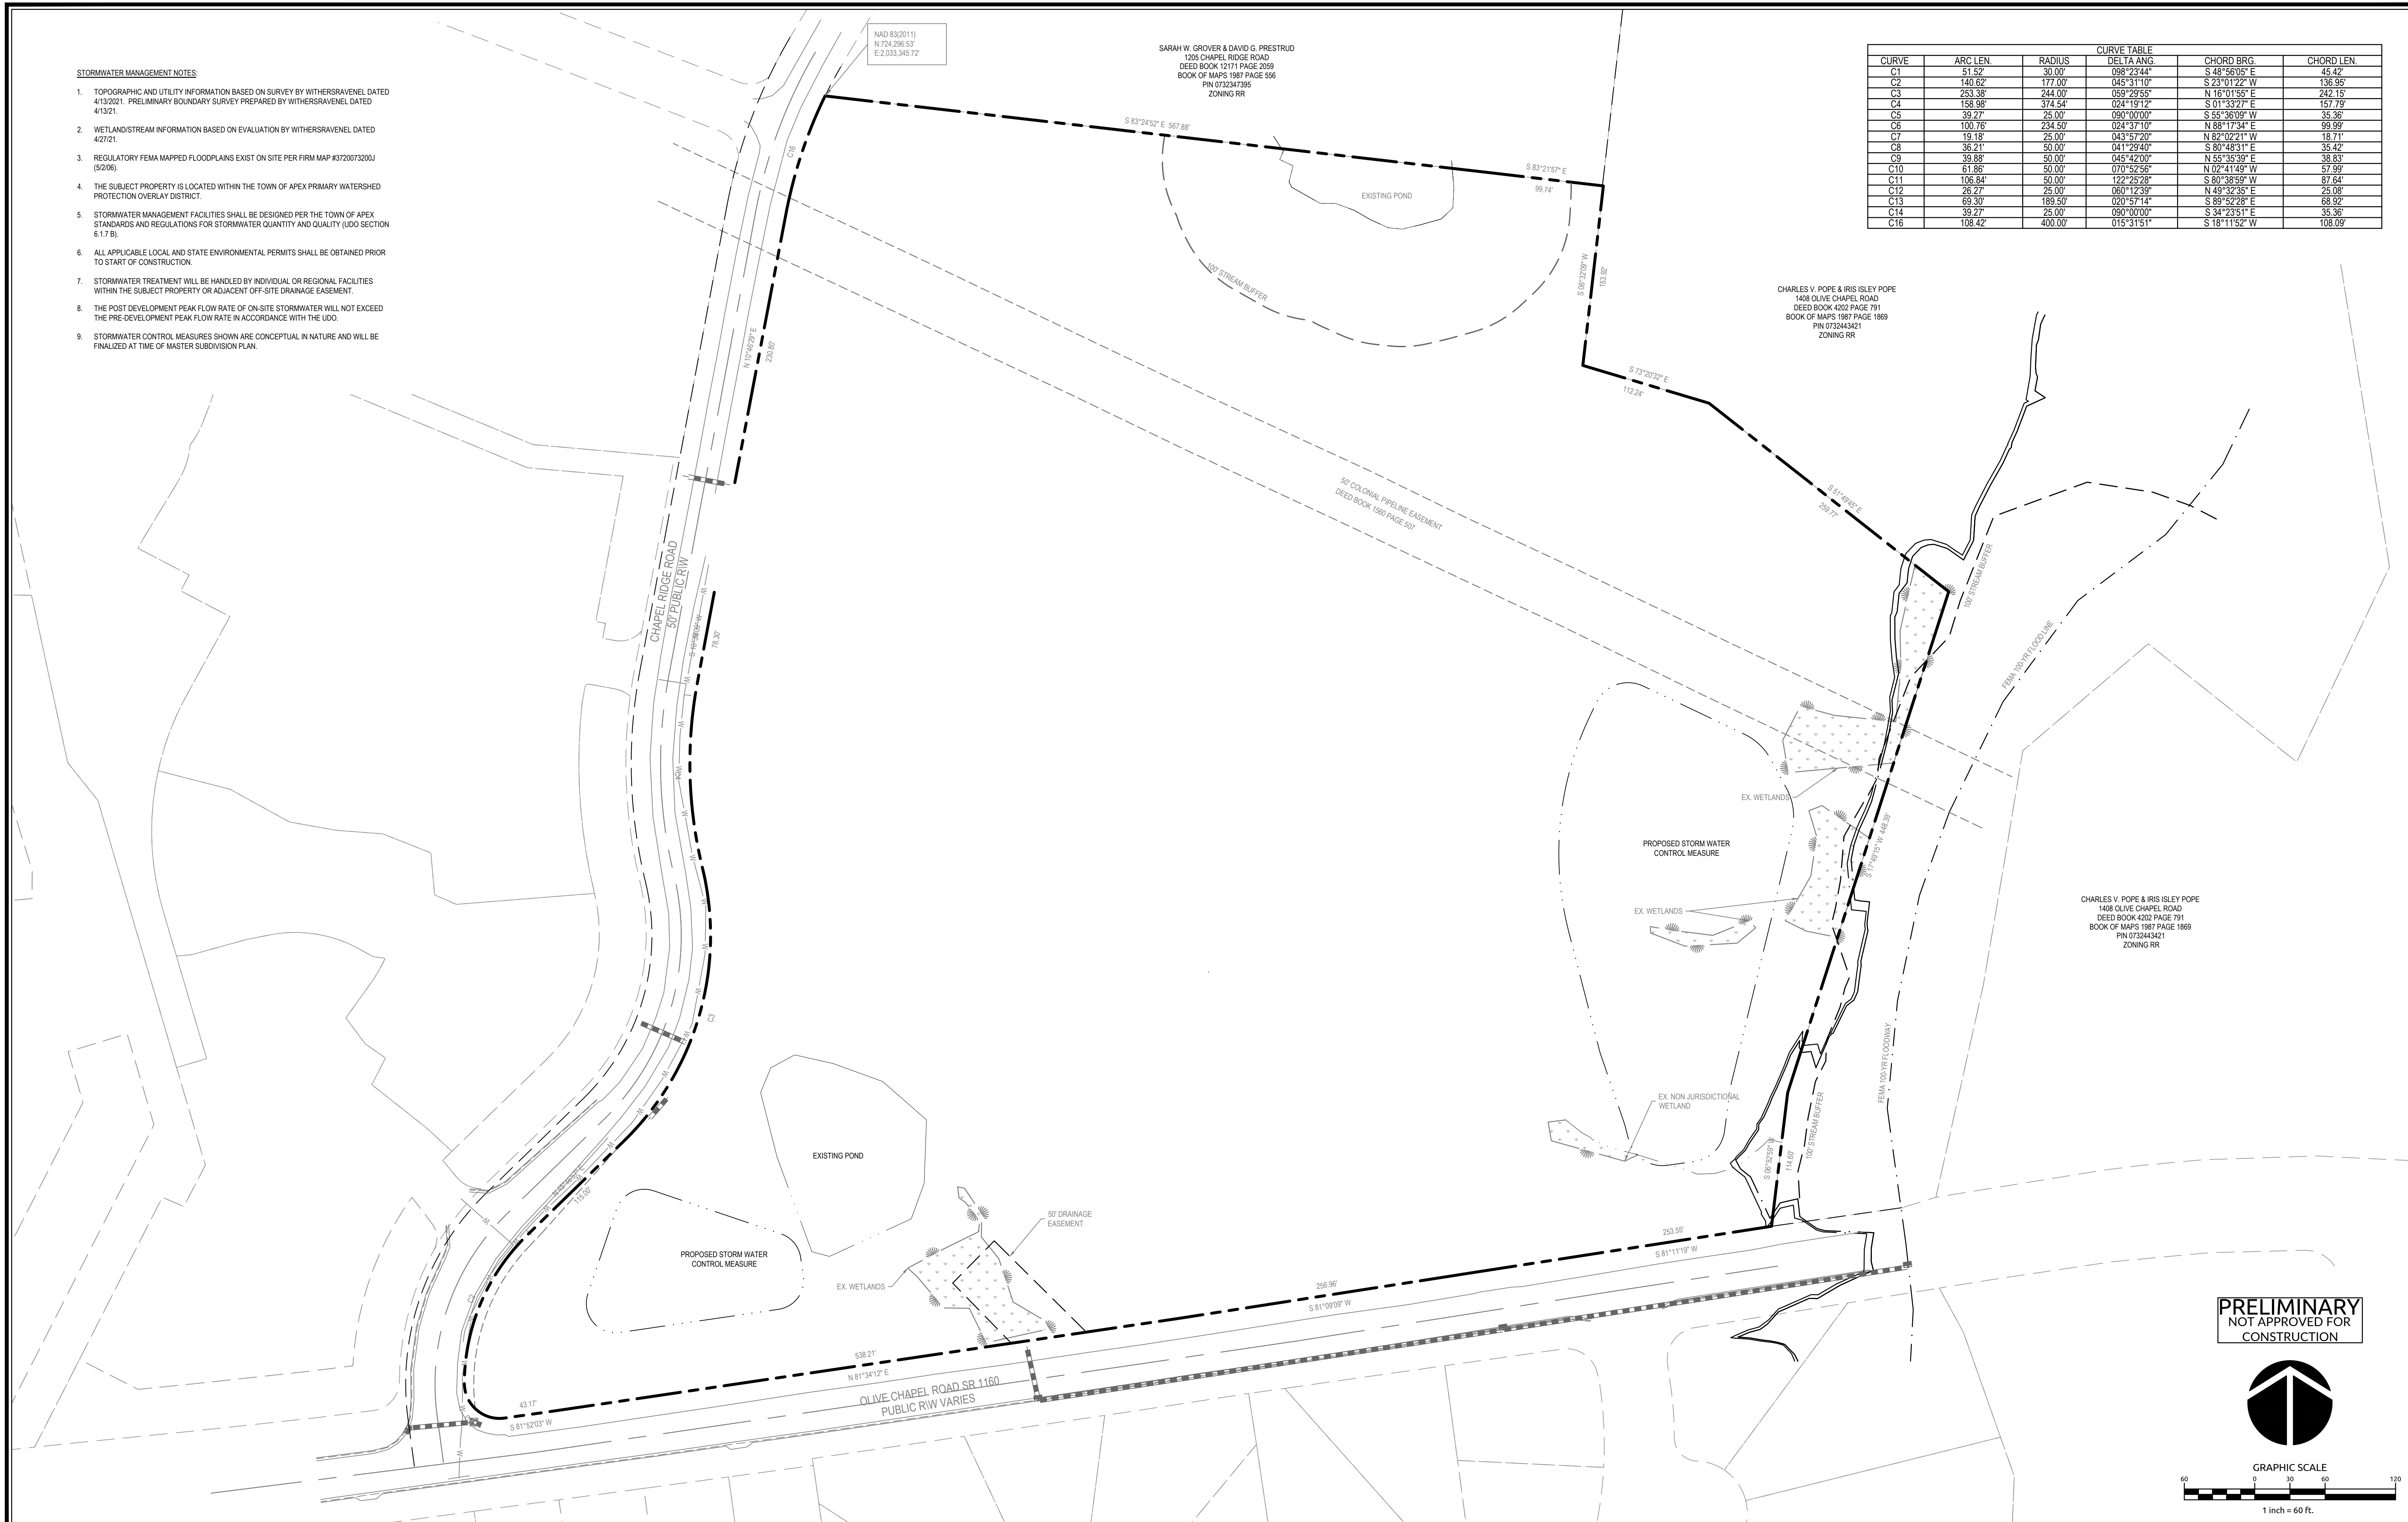 STORMWATER MANAGEMENT NOTES:
1. TOPOGRAPHIC AND UTILITY INFORMATION BASED ON SURVEY BY WITHERSRAVENEL DATED
4/13/2021. PRELIMINARY BOUNDARY SURVEY PREPARED BY WITHERSRAVENEL DATED
4/13/21.
2. WETLAND/STREAM INFORMATION BASED ON EVALUATION BY WITHERSRAVENEL DATED
4/27/21.
3. REGULATORY FEMA MAPPED FLOODPLAINS EXIST ON SITE PER FIRM MAP #3720073200J
(5/2/06).
4. THE SUBJECT PROPERTY IS LOCATED WITHIN THE TOWN OF APEX PRIMARY WATERSHED
PROTECTION OVERLAY DISTRICT.
5. STORMWATER MANAGEMENT FACILITIES SHALL BE DESIGNED PER THE TOWN OF APEX
STANDARDS AND REGULATIONS FOR STORMWATER QUANTITY AND QUALITY (UDO SECTION
6.1.7 B).
6. ALL APPLICABLE LOCAL AND STATE ENVIRONMENTAL PERMITS SHALL BE OBTAINED PRIOR
TO START OF CONSTRUCTION.
7. STORMWATER TREATMENT WILL BE HANDLED BY INDIVIDUAL OR REGIONAL FACILITIES
WITHIN THE SUBJECT PROPERTY OR ADJACENT OFF-SITE DRAINAGE EASEMENT.
8. THE POST DEVELOPMENT PEAK FLOW RATE OF ON-SITE STORMWATER WILL NOT EXCEED
THE PRE-DEVELOPMENT PEAK FLOW RATE IN ACCORDANCE WITH THE UDO.
9. STORMWATER CONTROL MEASURES SHOWN ARE CONCEPTUAL IN NATURE AND WILL BE
FINALIZED AT TIME OF MASTER SUBDIVISION PLAN.
NAD 83(2011)
N:724,296.53'
E:2,033,345.72'
SARAH W. GROVER & DAVID G. PRESTRUD
1205 CHAPEL RIDGE ROAD
DEED BOOK 12171 PAGE 2059
BOOK OF MAPS 1987 PAGE 556
PIN 0732347395
ZONING RR
CURVE TABLE
CURVE ARC LEN. RADIUS DELTA ANG. CHORD BRG. CHORD LEN.
C1 51.52' 30.00' 098°23'44" S 48°56'05" E 45.42'
C2 140.62' 177.00' 045°31'10" S 23°01'22" W 136.95'
C3 253.38' 244.00' 059°29'55" N 16°01'55" E 242.15'
C4 158.98' 374.54' 024°19'12" S 01°33'27" E 157.79'
C5 39.27' 25.00' 090°00'00" S 55°36'09" W 35.36'
C6 100.76' 234.50' 024°37'10" N 88°17'34" E 99.99'
C7 19.18' 25.00' 043°57'20" N 82°02'21" W 18.71'
C8 36.21' 50.00' 041°29'40" S 80°48'31" E 35.42'
C9 39.88' 50.00' 045°42'00" N 55°35'39" E 38.83'
C10 61.86' 50.00' 070°52'56" N 02°41'49" W 57.99'
C11 106.84' 50.00' 122°25'28" S 80°38'59" W 87.64'
C12 26.27' 25.00' 060°12'39" N 49°32'35" E 25.08'
C13 69.30' 189.50' 020°57'14" S 89°52'28" E 68.92'
C14 39.27' 25.00' 090°00'00" S 34°23'51" E 35.36'
C16 108.42' 400.00' 015°31'51" S 18°11'52" W 108.09'
S 83°24'52" E 567.88'
C16
S 83°21'57" E
99.74'
EXISTING POND
100' STREAM BUFFER
S 06°32'09" W
153.92'
CHARLES V. POPE & IRIS ISLEY POPE
1408 OLIVE CHAPEL ROAD
DEED BOOK 4202 PAGE 791
BOOK OF MAPS 1987 PAGE 1869
PIN 0732443421
ZONING RR
N 10°46'29" E
230.80'
S 73°20'32" E
112.24'
S 51°49'45" E
259.77'
50' COLONIAL PIPELINE EASEMENT
DEED BOOK 1560 PAGE 507
CHAPEL RIDGE ROAD
50' PUBLIC R\W
W
78.30'
100' STREAM BUFFER
FEMA 100-YR FLOOD LINE
W
W
C4
W
EX. WETLANDS
PROPOSED STORM WATER
CONTROL MEASURE
S 17°49'15" W 448.39'
W
W
W
EX. WETLANDS
CHARLES V. POPE & IRIS ISLEY POPE
1408 OLIVE CHAPEL ROAD
DEED BOOK 4202 PAGE 791
BOOK OF MAPS 1987 PAGE 1869
PIN 0732443421
ZONING RR
W
C3
W
FEMA 100-YR FLOODWAY
W
W
EX. NON JURISDICTIONAL
WETLAND
100' STREAM BUFFER
EXISTING POND
W
S 06°52'59" W
114.60'
115.00'
W
50' DRAINAGE
EASEMENT
253.55'
S 81°11'19" W
PROPOSED STORM WATER
CONTROL MEASURE
EX. WETLANDS
256.96'
S 81°09'09" W
C2
538.21'
N 81°34'12" E
43.17'
S 81°52'03" W
OLIVE CHAPEL ROAD SR 1160
PUBLIC R\W VARIES
W
W
PRELIMINARY
NOT APPROVED FOR
CONSTRUCTION
GRAPHIC SCALE
60 0 30 60 120
1 inch = 60 ft.